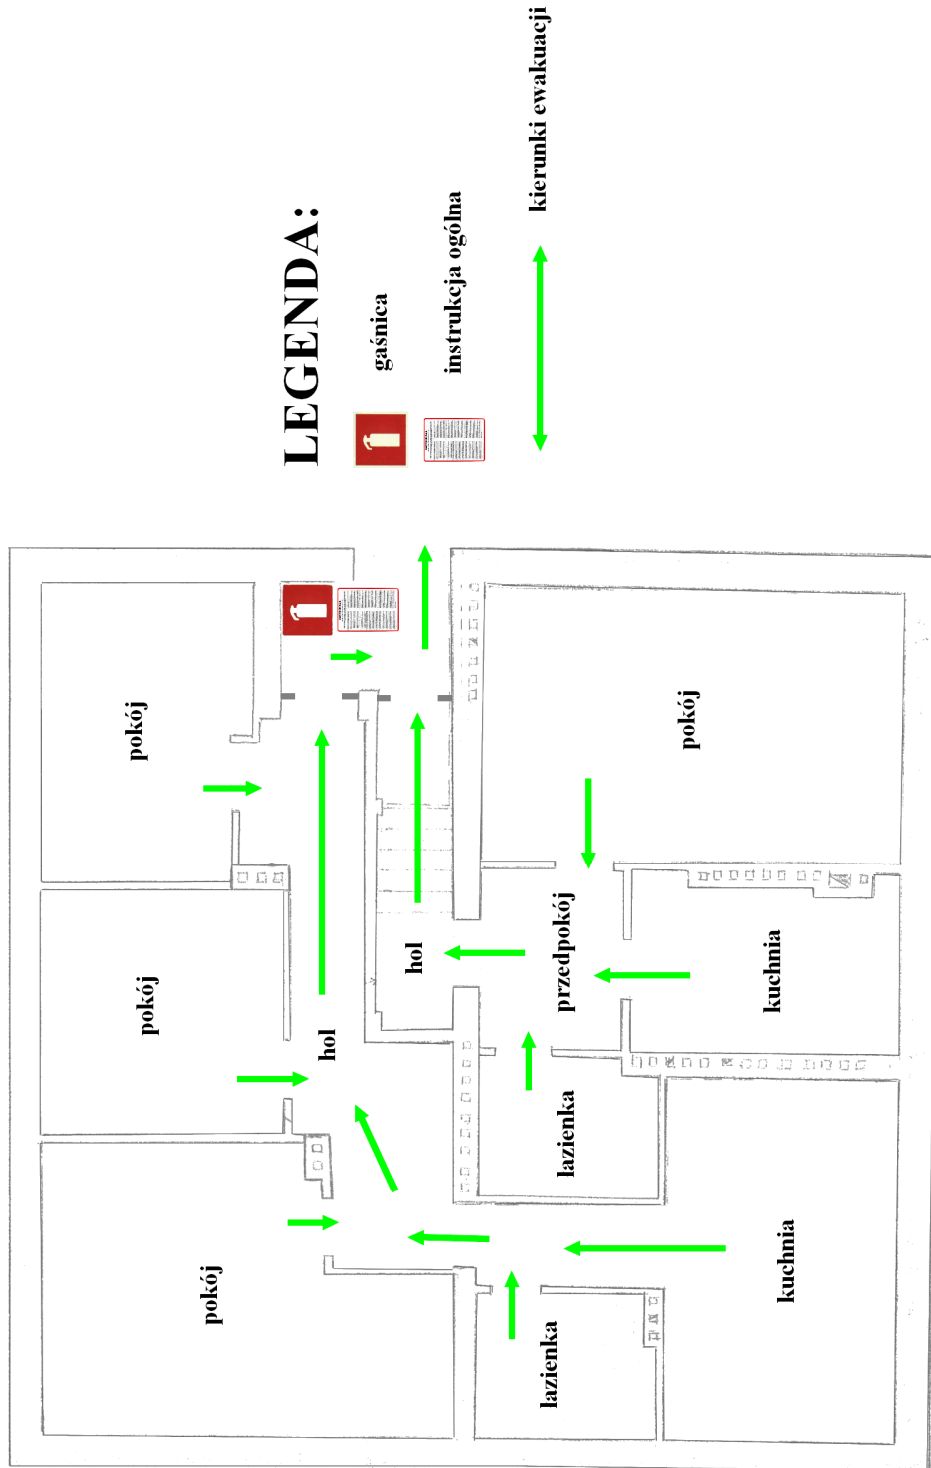 LEGENDA:
gaśnica
instrukcja ogólna
kierunki ewakuacji
pokój
pokój
pokój
hol
hol
pokój
przedpokój
kuchnia
łazienka
łazienka
kuchnia